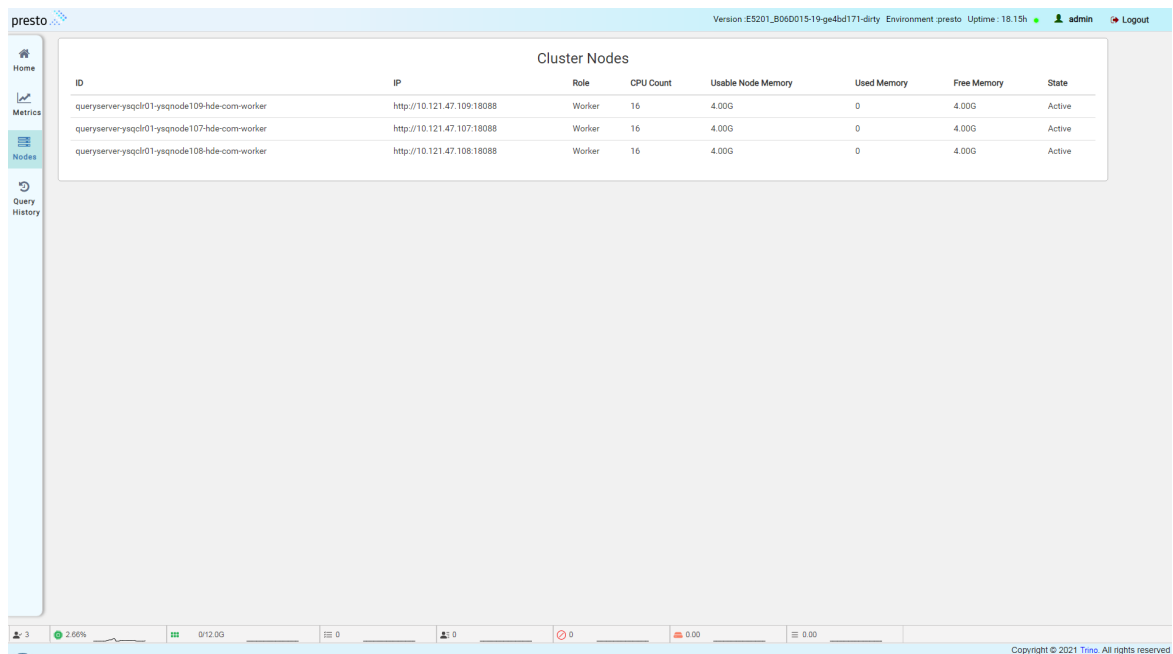 presto
Version :E5201_B06D015-19-ge4bd171-dirty Environment :presto Uptime : 18.15h admin Logout
Home
Metrics
Nodes
Query
History
Cluster Nodes
ID IP Role CPU Count Usable Node Memory Used Memory Free Memory State
queryserver-ysqclr01-ysqnode109-hde-com-worker http://10.121.47.109:18088 Worker 16 4.00G 0 4.00G Active
queryserver-ysqclr01-ysqnode107-hde-com-worker http://10.121.47.107:18088 Worker 16 4.00G 0 4.00G Active
queryserver-ysqclr01-ysqnode108-hde-com-worker http://10.121.47.108:18088 Worker 16 4.00G 0 4.00G Active
3 2.66% 0/12.0G 0 0 0 0.00 0.00
Copyright © 2021 Trino. All rights reserved